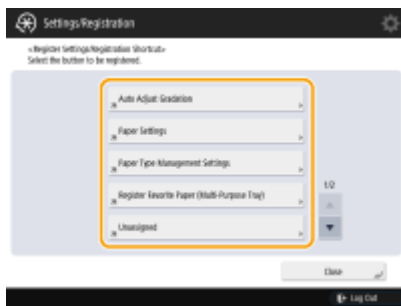 Settings/Registration
<Register Settings/Registration Shortcut>
Select the button to be registered.
Auto Adjust Gradation
Paper Settings
Paper Type Management Settings
Register Favorite Paper (Multi-Purpose Tray)
Unassigned
1/2
Close
Log Out